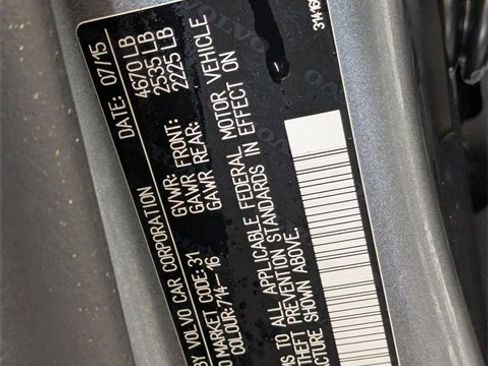 BY VOLVO CAR CORPORATION DATE: 07/15
GVWR: 4670 LB
GAWR FRONT: 2535 LB
GAWR REAR: 2225 LB
MARKET CODE: 31
COLOUR: 714- 16
TO ALL APPLICABLE FEDERAL MOTOR VEHICLE
THEFT PREVENTION STANDARDS IN EFFECT ON
SHOWN ABOVE.
VOLVO